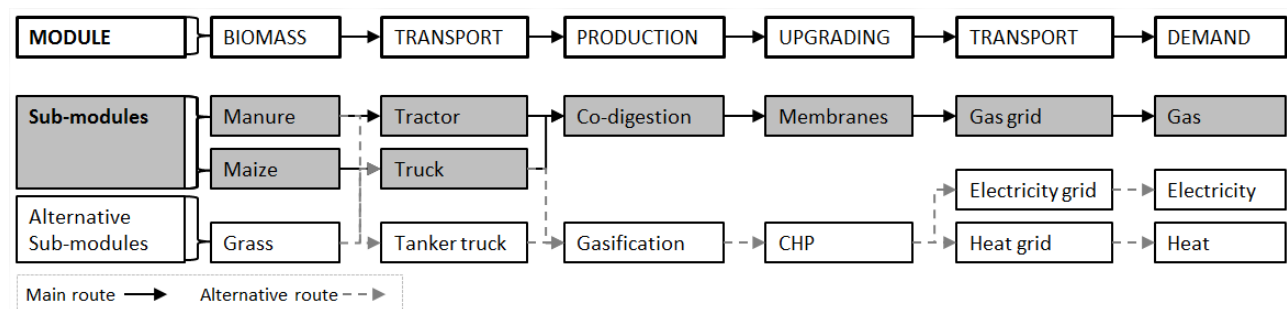 MODULE BIOMASS TRANSPORT PRODUCTION UPGRADING TRANSPORT DEMAND
Sub-modules Manure Tractor Co-digestion Membranes Gas grid Gas
Maize Truck
Electricity grid Electricity
Alternative
Sub-modules Grass Tanker truck Gasification CHP Heat grid Heat
Main route Alternative route